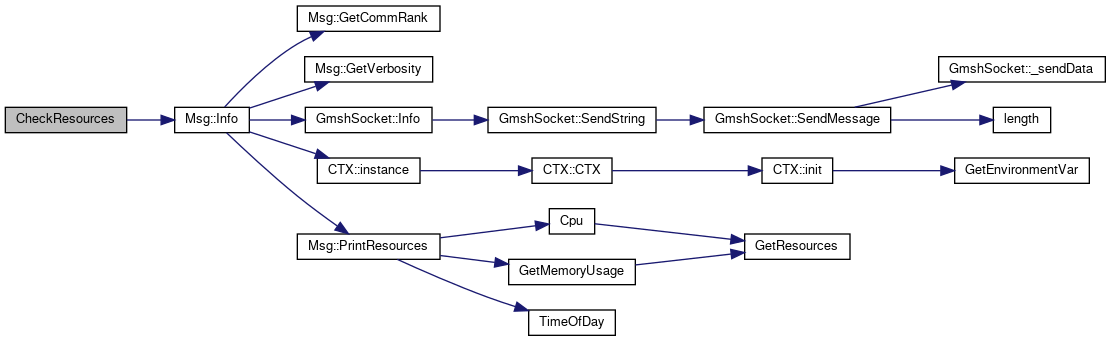 Msg::GetCommRank
Msg::GetVerbosity
GmshSocket::_sendData
CheckResources
Msg::Info
GmshSocket::Info
GmshSocket::SendString
GmshSocket::SendMessage
length
CTX::instance
CTX::CTX
CTX::init
GetEnvironmentVar
Msg::PrintResources
Cpu
GetResources
GetMemoryUsage
TimeOfDay